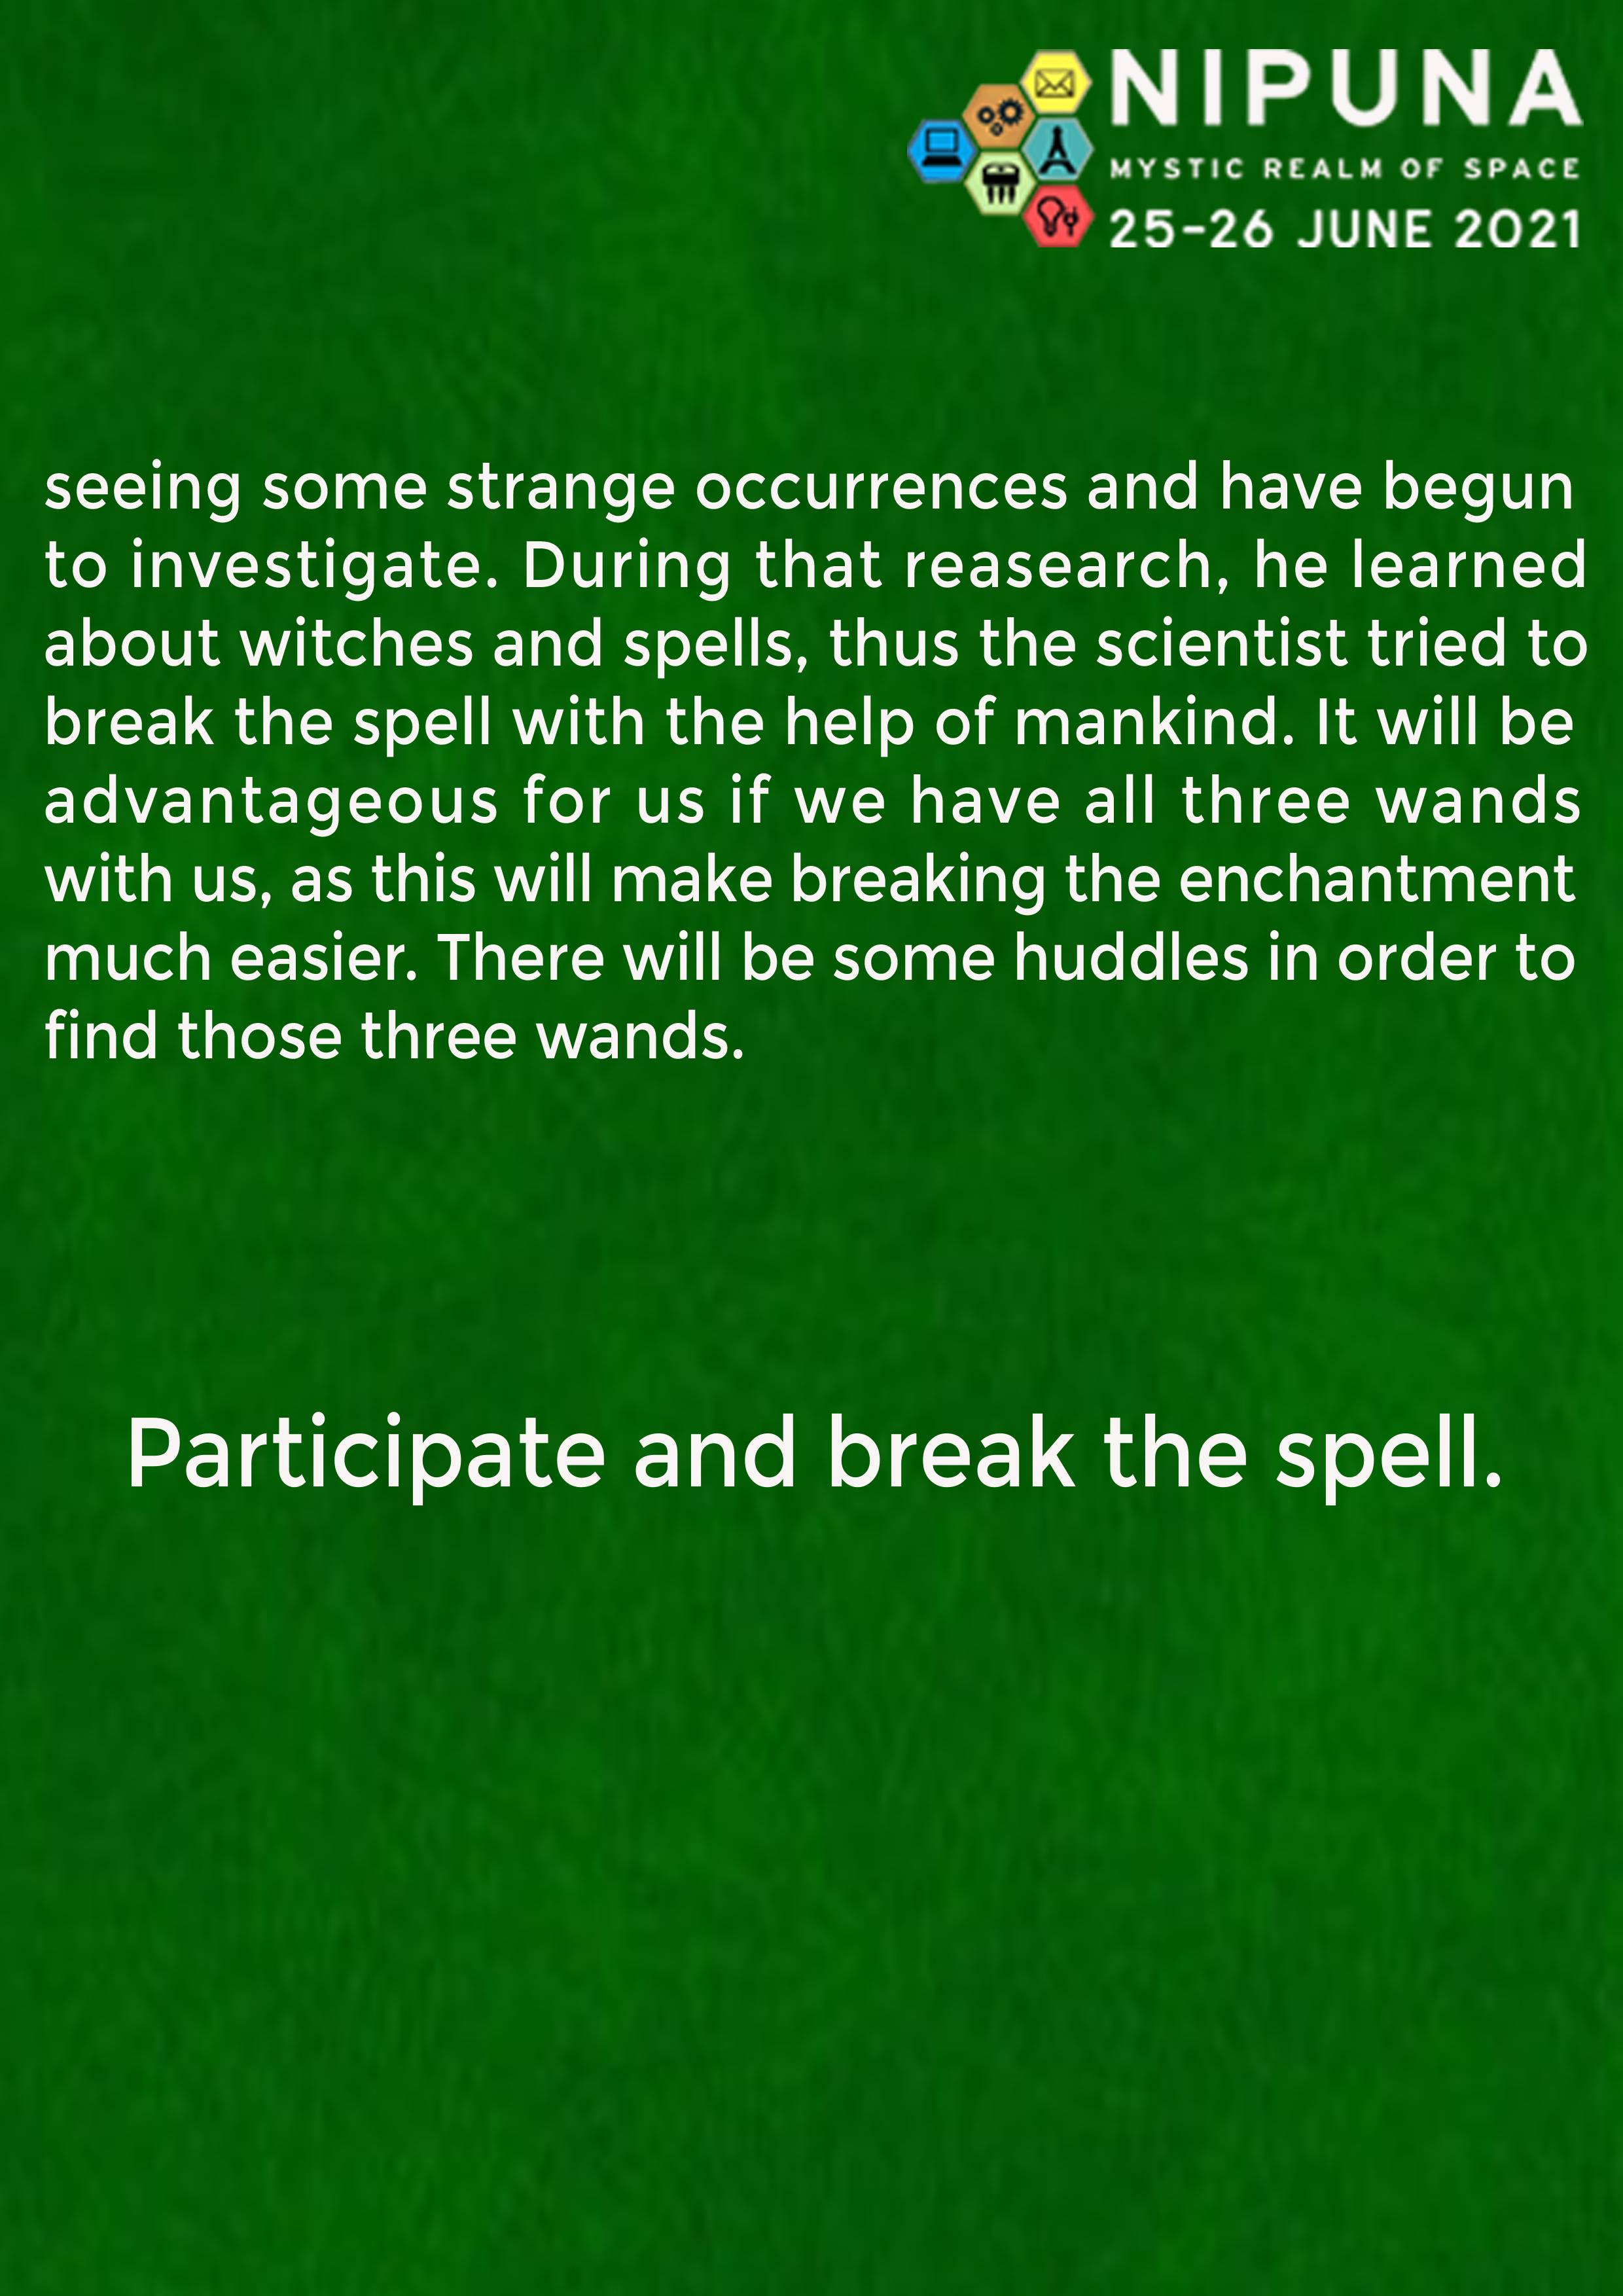 NIPUNA
MYSTIC REALM OF SPACE
25-26 JUNE 2021
seeing some strange occurrences and have begun
to investigate. During that reasearch, he learned
about witches and spells, thus the scientist tried to
break the spell with the help of mankind. It will be
advantageous for us if we have all three wands
with us, as this will make breaking the enchantment
much easier. There will be some huddles in order to
find those three wands.
Participate and break the spell.